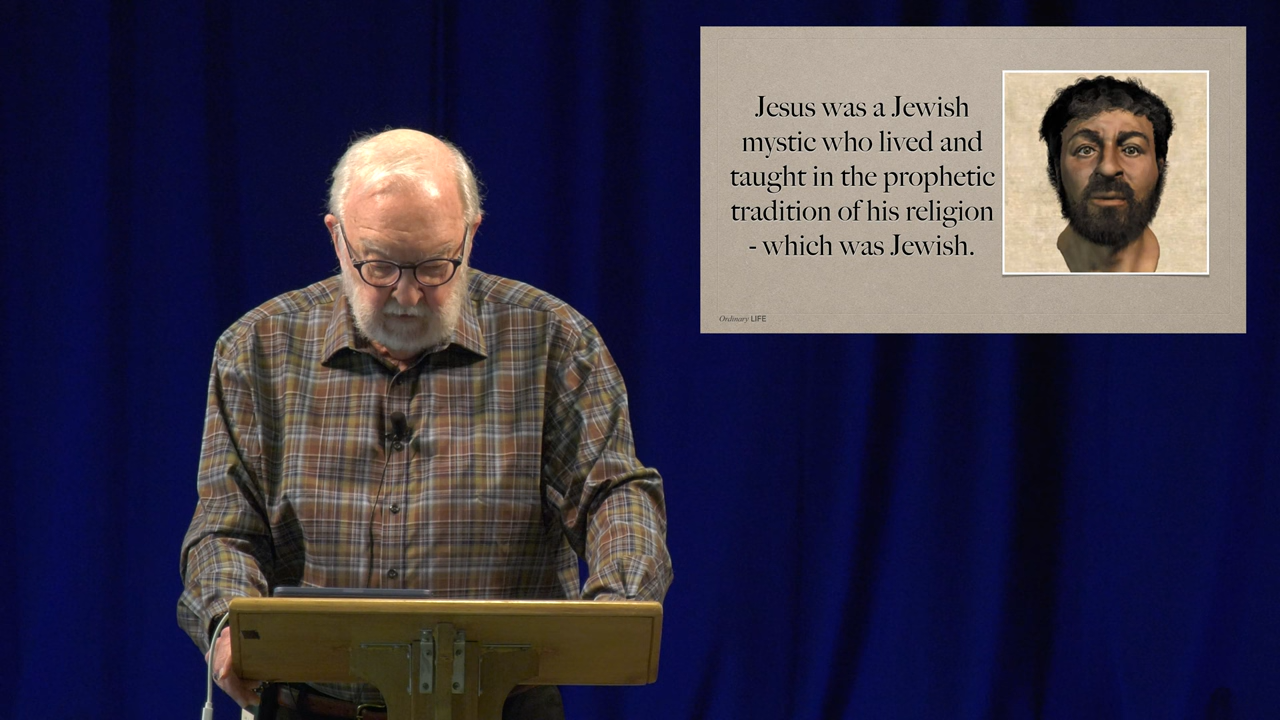 Jesus was a Jewish
mystic who lived and
taught in the prophetic
tradition of his religion
- which was Jewish.
Ordinary LIFE